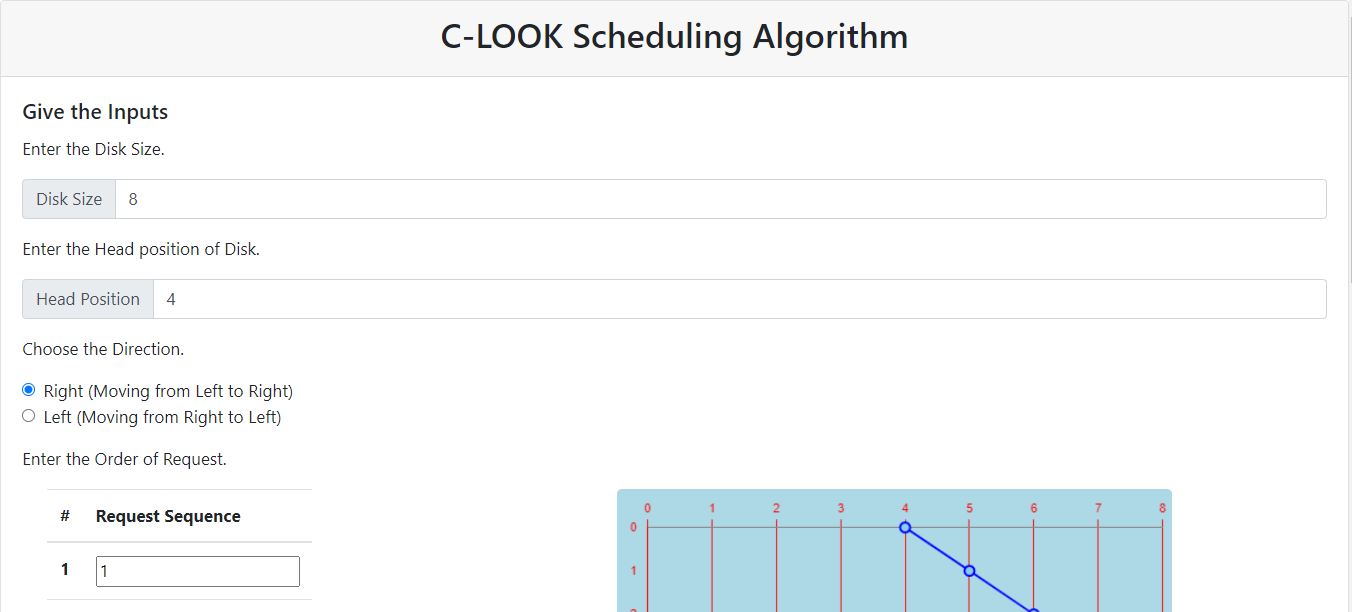 C-LOOK Scheduling Algorithm
Give the Inputs
Enter the Disk Size.
Disk Size 8
Enter the Head position of Disk.
Head Position 4
Choose the Direction.
Right (Moving from Left to Right)
Left (Moving from Right to Left)
Enter the Order of Request.
# Request Sequence
1 1
0 1 2 3 4 5 6 7 8
0
1